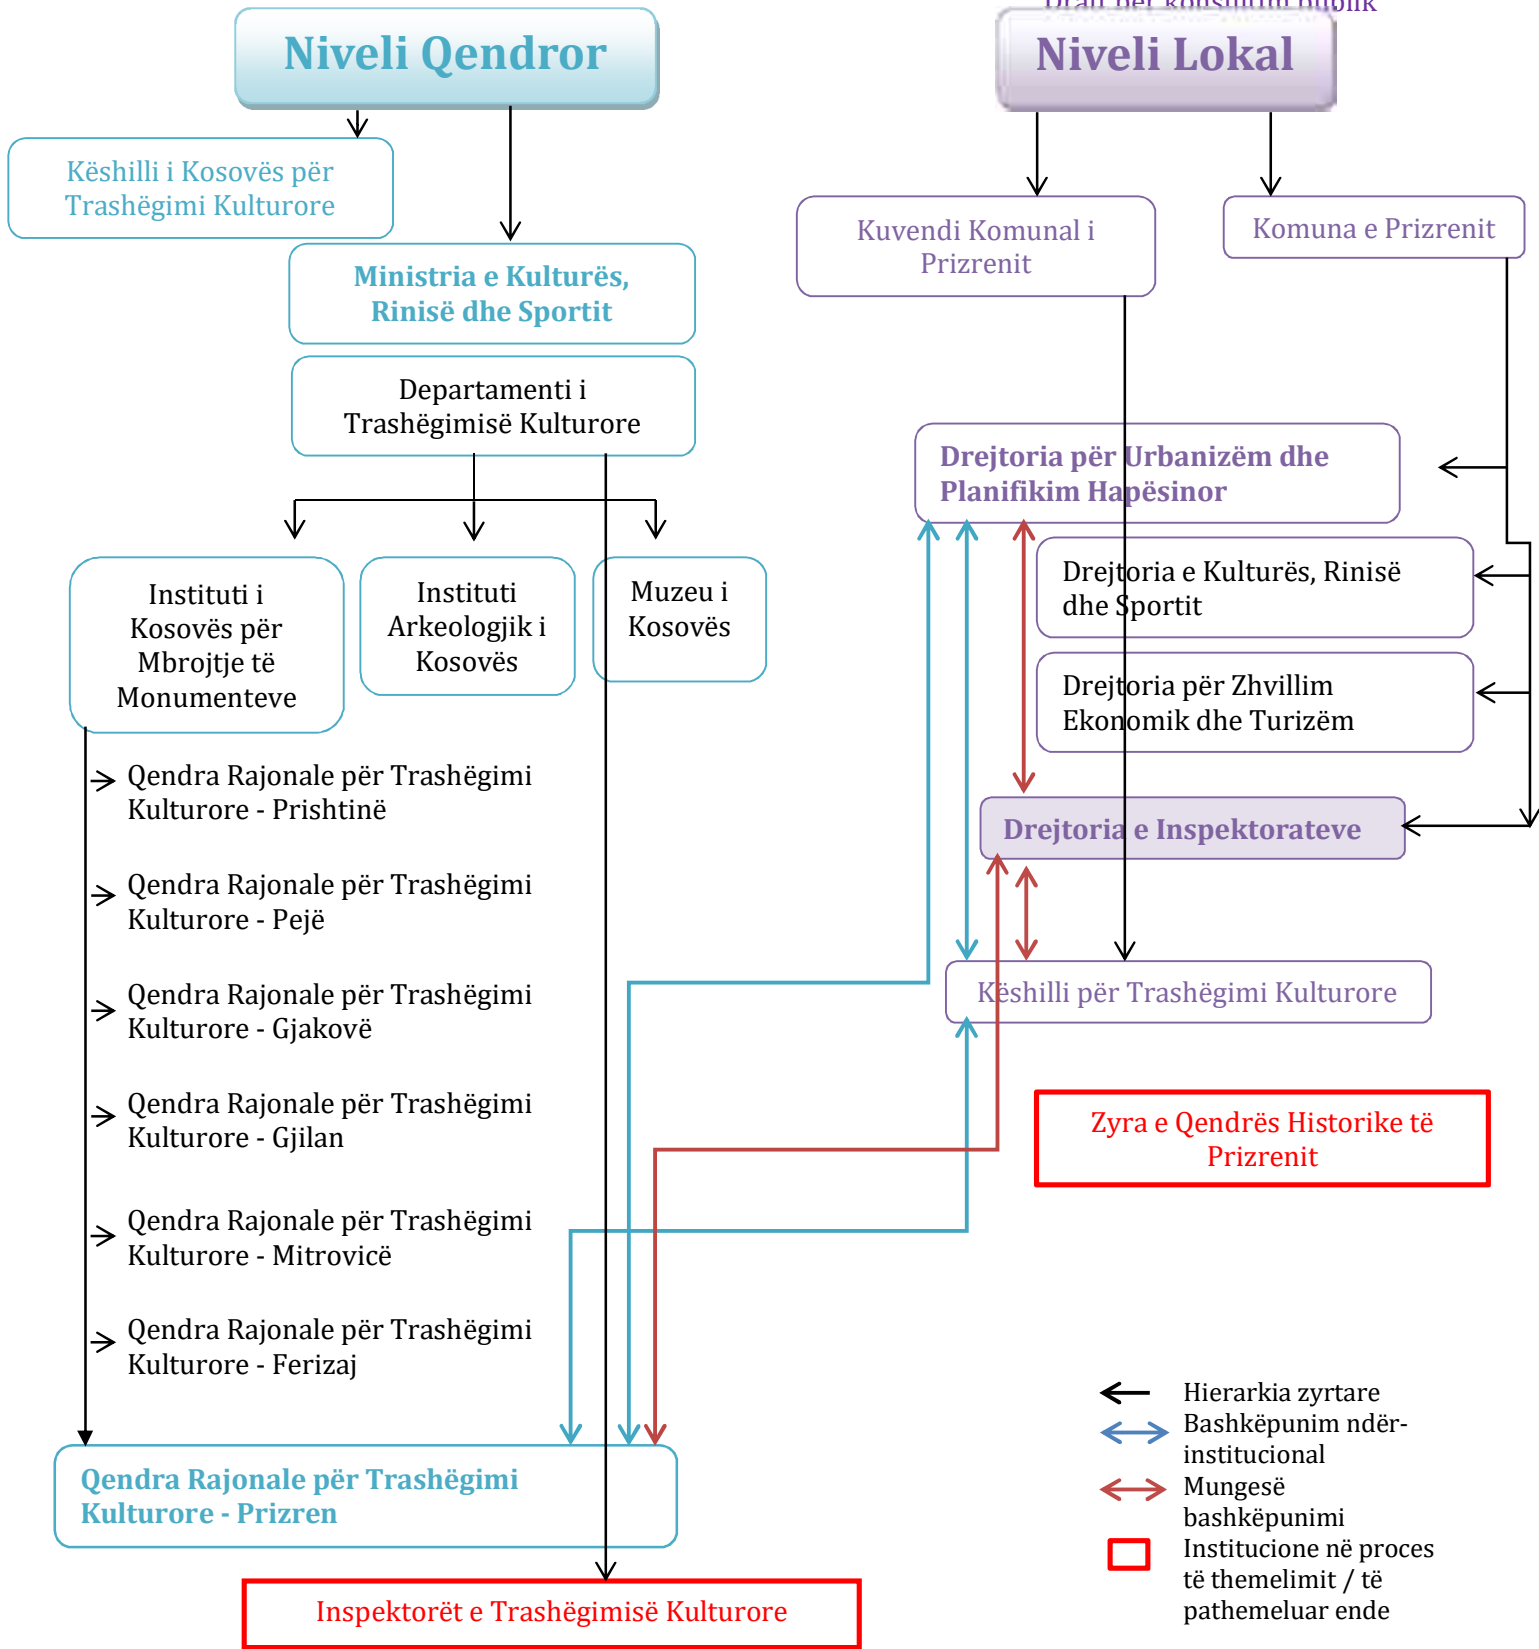 Draft për konsultim publik
Niveli Qendror
Niveli Lokal
Këshilli i Kosovës për
Trashëgimi Kulturore
Kuvendi Komunal i
Prizrenit
Komuna e Prizrenit
Ministria e Kulturës,
Rinisë dhe Sportit
Departamenti i
Trashëgimisë Kulturore
Drejtoria për Urbanizëm dhe
Planifikim Hapësinor
Instituti i
Kosovës për
Mbrojtje të
Monumenteve
Instituti
Arkeologjik i
Kosovës
Muzeu i
Kosovës
Drejtoria e Kulturës, Rinisë
dhe Sportit
Drejtoria për Zhvillim
Ekonomik dhe Turizëm
Qendra Rajonale për Trashëgimi
Kulturore - Prishtinë
Drejtoria e Inspektorateve
Qendra Rajonale për Trashëgimi
Kulturore - Pejë
Qendra Rajonale për Trashëgimi
Kulturore - Gjakovë
Këshilli për Trashëgimi Kulturore
Qendra Rajonale për Trashëgimi
Kulturore - Gjilan
Zyra e Qendrës Historike të
Prizrenit
Qendra Rajonale për Trashëgimi
Kulturore - Mitrovicë
Qendra Rajonale për Trashëgimi
Kulturore - Ferizaj
Qendra Rajonale për Trashëgimi
Kulturore - Prizren
Inspektorët e Trashëgimisë Kulturore
Hierarkia zyrtare
Bashkëpunim ndër-
institucional
Mungesë
bashkëpunimi
Institucione në proces
të themelimit / të
pathemeluar ende